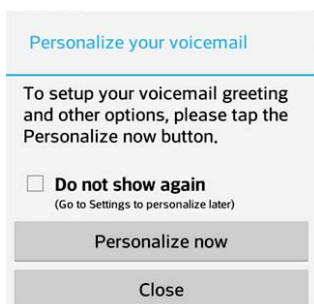 Personalize your voicemail
To setup your voicemail greeting
and other options, please tap the
Personalize now button.
Do not show again
(Go to Settings to personalize later)
Personalize now
Close